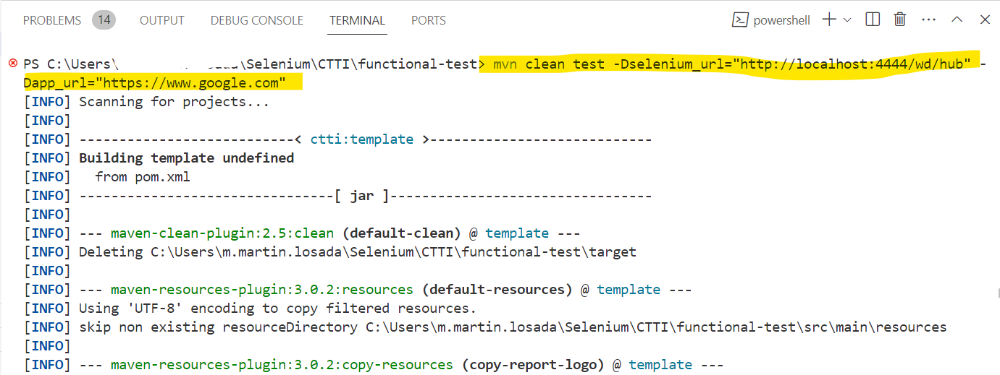 PROBLEMS 14 OUTPUT DEBUG CONSOLE TERMINAL PORTS powershell
PS C:\Users\ \Selenium\CTTI\functional-test> mvn clean test -Dselenium_url="http://localhost:4444/wd/hub" -
Dapp_url="https://www.google.com"
[INFO] Scanning for projects...
[INFO]
[INFO] ---------------------------< ctti:template >----------------------------
[INFO] Building template undefined
[INFO]   from pom.xml
[INFO] --------------------------------[ jar ]---------------------------------
[INFO]
[INFO] --- maven-clean-plugin:2.5:clean (default-clean) @ template ---
[INFO] Deleting C:\Users\m.martin.losada\Selenium\CTTI\functional-test\target
[INFO]
[INFO] --- maven-resources-plugin:3.0.2:resources (default-resources) @ template ---
[INFO] Using 'UTF-8' encoding to copy filtered resources.
[INFO] skip non existing resourceDirectory C:\Users\m.martin.losada\Selenium\CTTI\functional-test\src\main\resources
[INFO]
[INFO] --- maven-resources-plugin:3.0.2:copy-resources (copy-report-logo) @ template ---